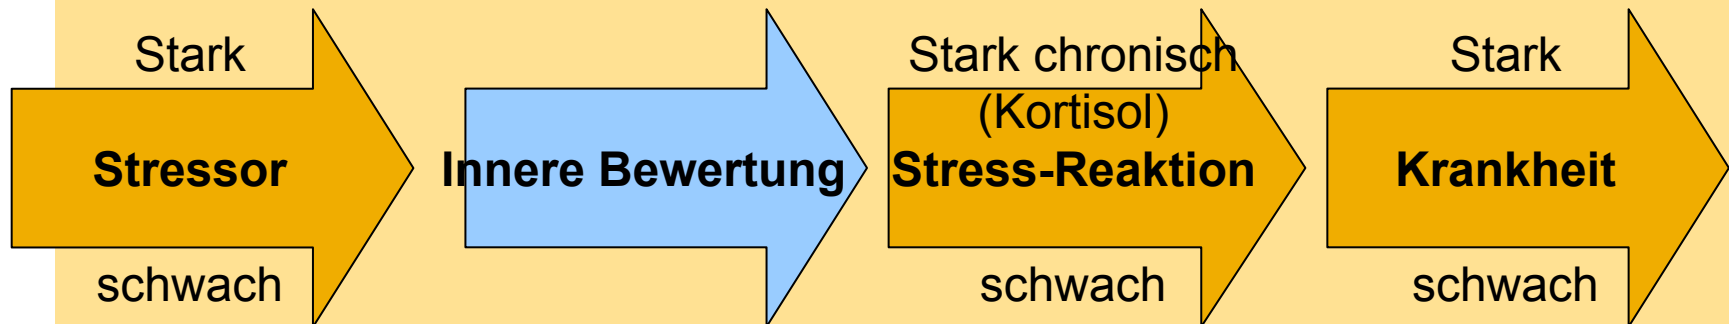 Stark
Stressor
schwach
Innere Bewertung
Stark chronisch
(Kortisol)
Stress-Reaktion
schwach
Stark
Krankheit
schwach